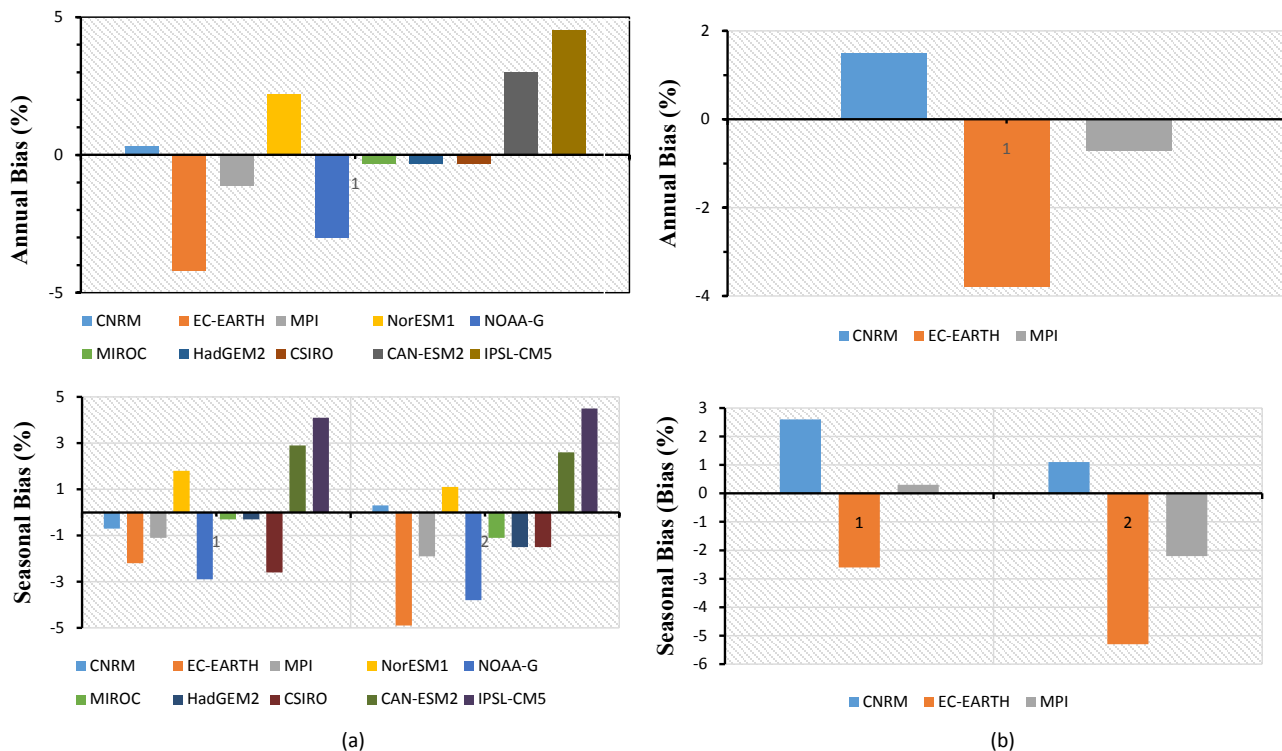 Annual Bias (%)
5
0
-5
1
CNRM EC-EARTH MPI NorESM1 NOAA-G
MIROC HadGEM2 CSIRO CAN-ESM2 IPSL-CM5
Annual Bias (%)
2
0
-2
-4
1
CNRM EC-EARTH MPI
Seasonal Bias (%)
5
3
1
-1
-3
-5
1 2
CNRM EC-EARTH MPI NorESM1 NOAA-G
MIROC HadGEM2 CSIRO CAN-ESM2 IPSL-CM5
(a)
Seasonal Bias (Bias (%)
3
2
1
0
-1
-2
-3
-4
-5
-6
1 2
CNRM EC-EARTH MPI
(b)